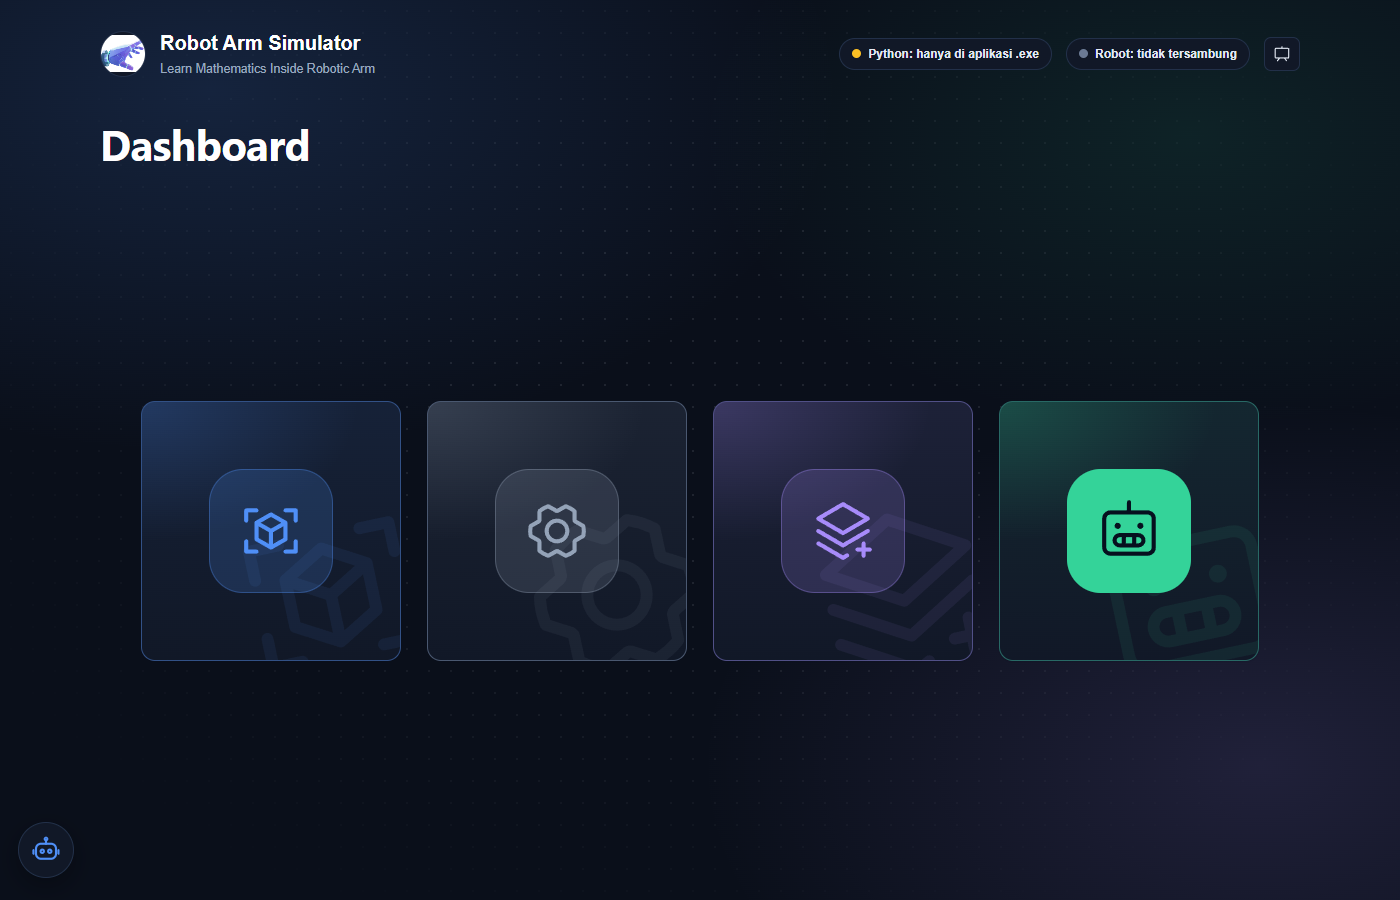 Robot Arm Simulator
Learn Mathematics Inside Robotic Arm
Python: hanya di aplikasi .exe
Robot: tidak tersambung
Dashboard